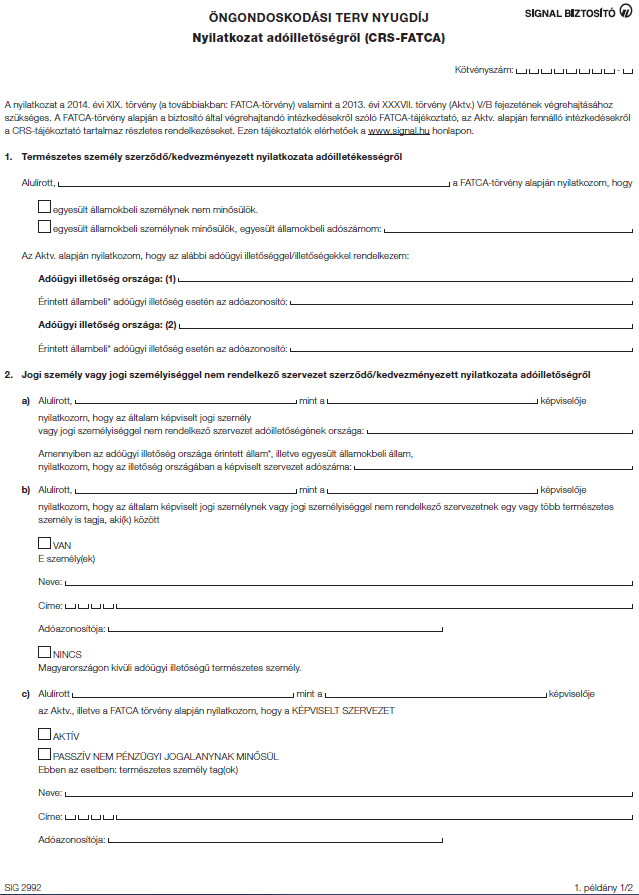 ÖNGONDOSKODÁSI TERV NYUGDÍJ
SIGNAL BIZTOSÍTÓ
Nyilatkozat adóilletőségről (CRS-FATCA)
Kötvényszám: -
A nyilatkozat a 2014. évi XIX. törvény (a továbbiakban: FATCA-törvény) valamint a 2013. évi XXXVII. törvény (Aktv.) V/B fejezetének végrehajtásához
szükséges. A FATCA-törvény alapján a biztosító által végrehajtandó intézkedésekről szóló FATCA-tájékoztató, az Aktv. alapján fennálló intézkedésekről
a CRS-tájékoztató tartalmaz részletes rendelkezéseket. Ezen tájékoztatók elérhetőek a www.signal.hu honlapon.
1. Természetes személy szerződő/kedvezményezett nyilatkozata adóilletékességről
Alulírott, a FATCA-törvény alapján nyilatkozom, hogy
egyesült államokbeli személynek nem minősülök.
egyesült államokbeli személynek minősülök, egyesült államokbeli adószámom:
Az Aktv. alapján nyilatkozom, hogy az alábbi adóügyi illetőséggel/illetőségekkel rendelkezem:
Adóügyi illetőség országa: (1)
Érintett állambeli* adóügyi illetőség esetén az adóazonosító:
Adóügyi illetőség országa: (2)
Érintett állambeli* adóügyi illetőség esetén az adóazonosító:
2. Jogi személy vagy jogi személyiséggel nem rendelkező szervezet szerződő/kedvezményezett nyilatkozata adóilletőségről
a) Alulírott, mint a képviselője
nyilatkozom, hogy az általam képviselt jogi személy
vagy jogi személyiséggel nem rendelkező szervezet adóilletőségének országa:
Amennyiben az adóügyi illetőség országa érintett állam*, illetve egyesült államokbeli állam,
nyilatkozom, hogy az illetőség országában a képviselt szervezet adószáma:
b) Alulírott, mint a képviselője
nyilatkozom, hogy az általam képviselt jogi személynek vagy jogi személyiséggel nem rendelkező szervezetnek egy vagy több természetes
személy is tagja, aki(k) között
VAN
E személy(ek)
Neve:
Címe:
Adóazonosítója:
NINCS
Magyarországon kívüli adóügyi illetőségű természetes személy.
c) Alulírott mint a képviselője
az Aktv., illetve a FATCA törvény alapján nyilatkozom, hogy a KÉPVISELT SZERVEZET
AKTÍV
PASSZÍV NEM PÉNZÜGYI JOGALANYNAK MINŐSÜL
Ebben az esetben: természetes személy tag(ok)
Neve:
Címe:
Adóazonosítója:
SIG 2992
1. példány 1/2